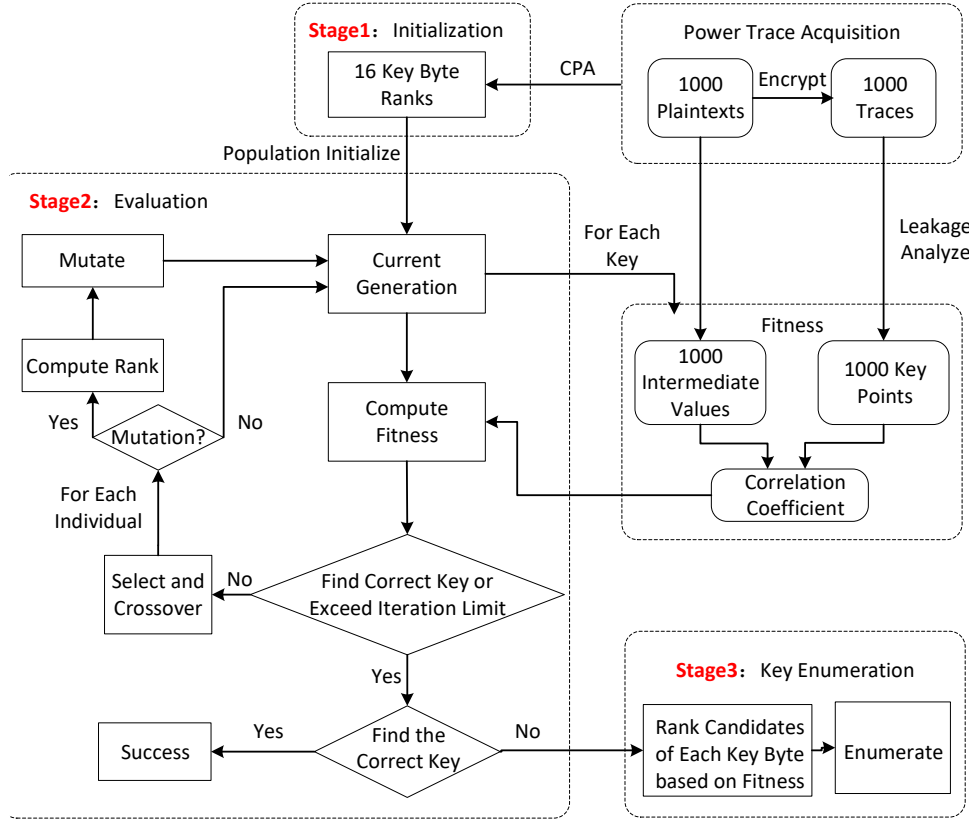 Stage1：Initialization
16 Key Byte
Ranks
CPA
Power Trace Acquisition
1000
Plaintexts
Encrypt
1000
Traces
Population Initialize
Stage2：Evaluation
Mutate
Current
Generation
For Each
Key
Leakage
Analyze
Fitness
Compute Rank
1000
Intermediate
Values
1000 Key
Points
Yes
Mutation?
No
Compute
Fitness
For Each
Individual
Correlation
Coefficient
Select and
Crossover
No
Find Correct Key or
Exceed Iteration Limit
Yes
Stage3：Key Enumeration
Success
Yes
Find the
Correct Key
No
Rank Candidates
of Each Key Byte
based on Fitness
Enumerate